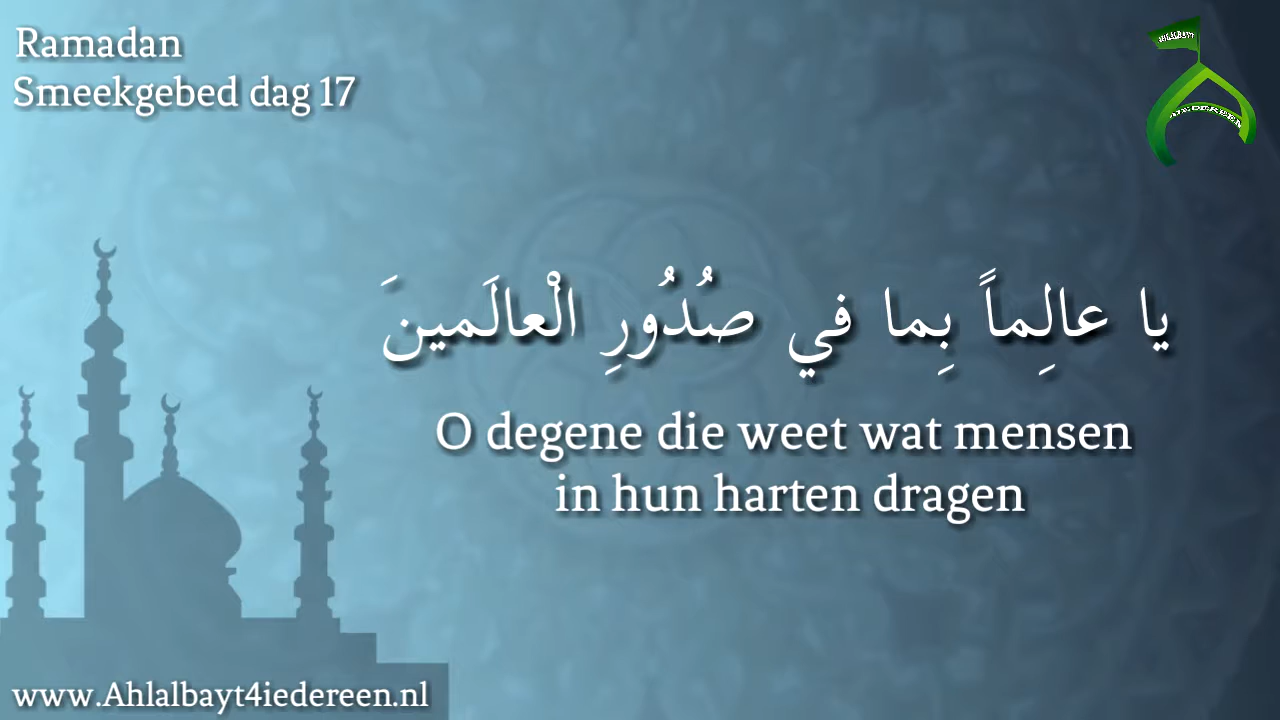 Ramadan
Smeekgebed dag 17
يا عالِماً بِما في صُدُورِ الْعالَمينَ
O degene die weet wat mensen
in hun harten dragen
www.Ahlalbayt4iedereen.nl